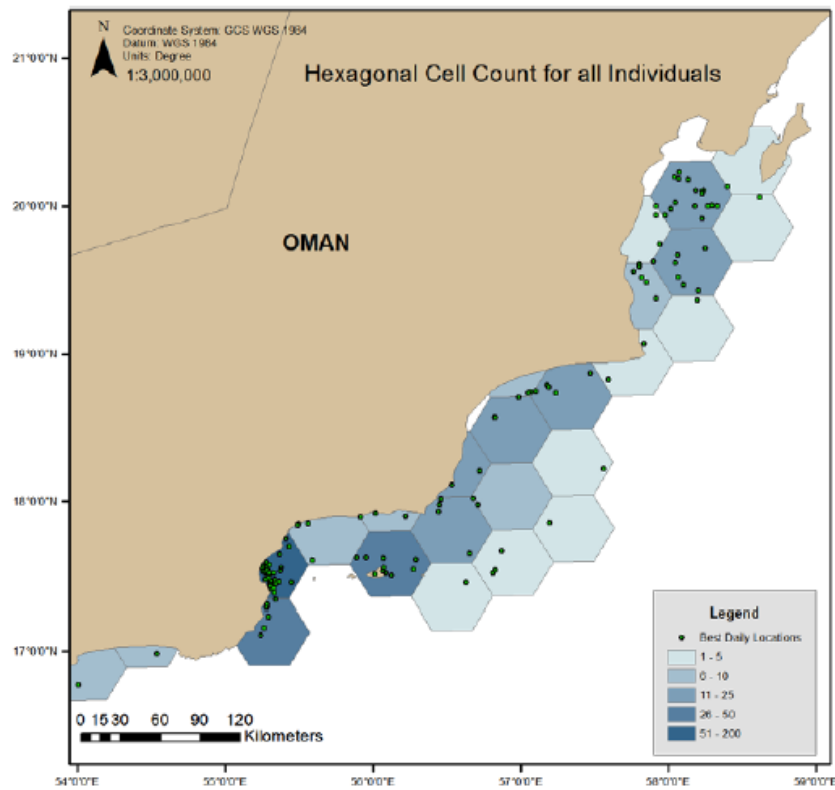 N
Coordinate System: GCS WGS 1984
Datum: WGS 1984
Units: Degree
1:3,000,000
Hexagonal Cell Count for all Individuals
21°0'0"N
20°0'0"N
OMAN
19°0'0"N
18°0'0"N
17°0'0"N
Legend
Best Daily Locations
1 - 5
6 - 10
11 - 25
26 - 50
51 - 200
0 15 30 60 90 120
Kilometers
54°0'0"E 55°0'0"E 56°0'0"E 57°0'0"E 58°0'0"E 59°0'0"E